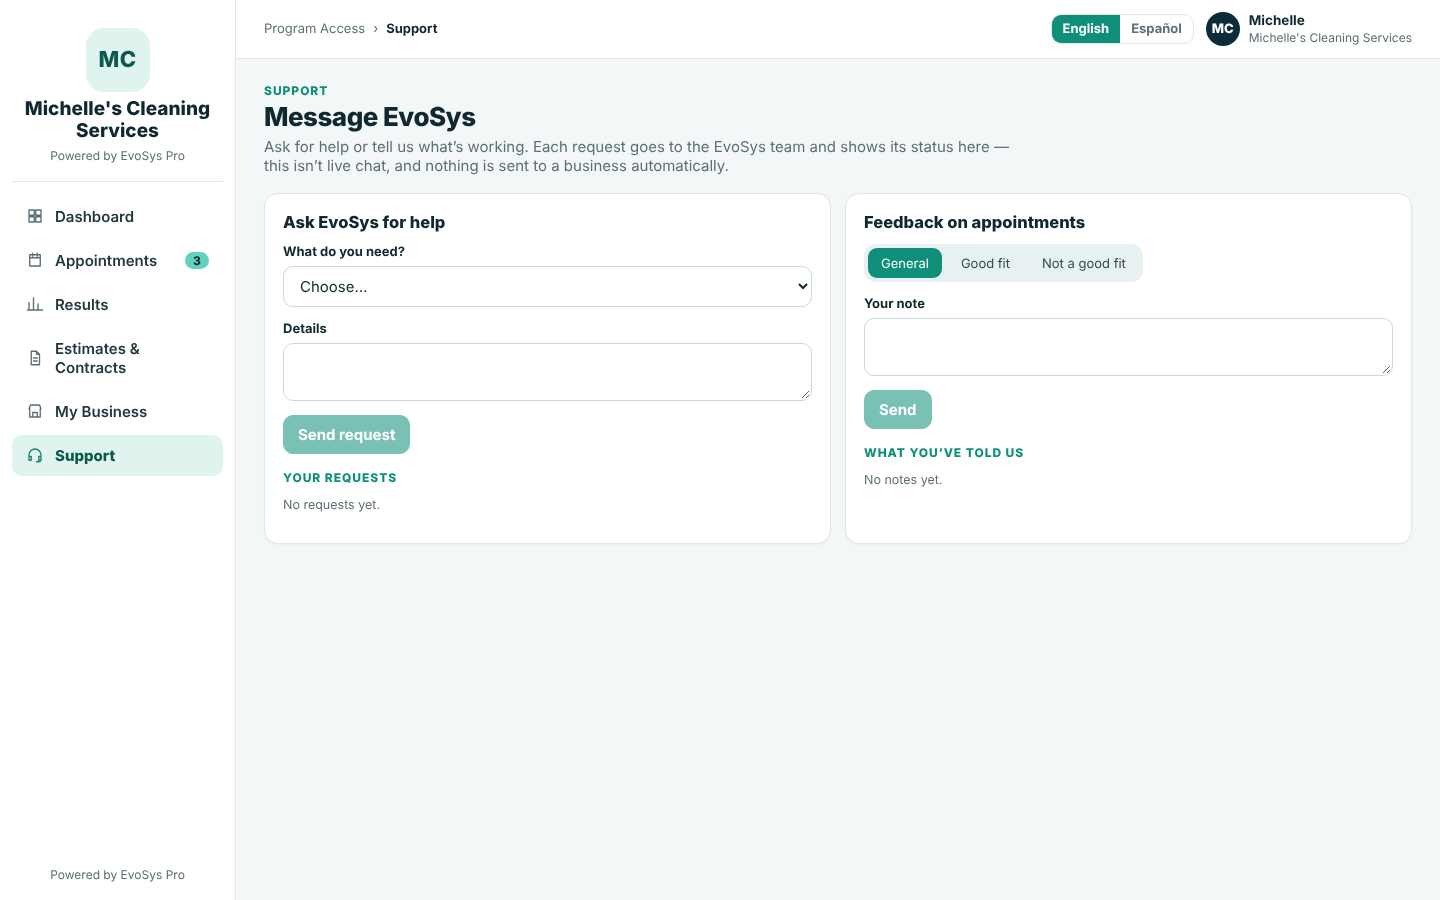 MC
Michelle's Cleaning
Services
Powered by EvoSys Pro
Dashboard
Appointments 3
Results
Estimates &
Contracts
My Business
Support
Powered by EvoSys Pro
Program Access › Support
English Español
MC
Michelle
Michelle's Cleaning Services
SUPPORT
Message EvoSys
Ask for help or tell us what’s working. Each request goes to the EvoSys team and shows its status here —
this isn’t live chat, and nothing is sent to a business automatically.
Ask EvoSys for help
What do you need?
Choose...
Details
Send request
YOUR REQUESTS
No requests yet.
Feedback on appointments
General Good fit Not a good fit
Your note
Send
WHAT YOU’VE TOLD US
No notes yet.